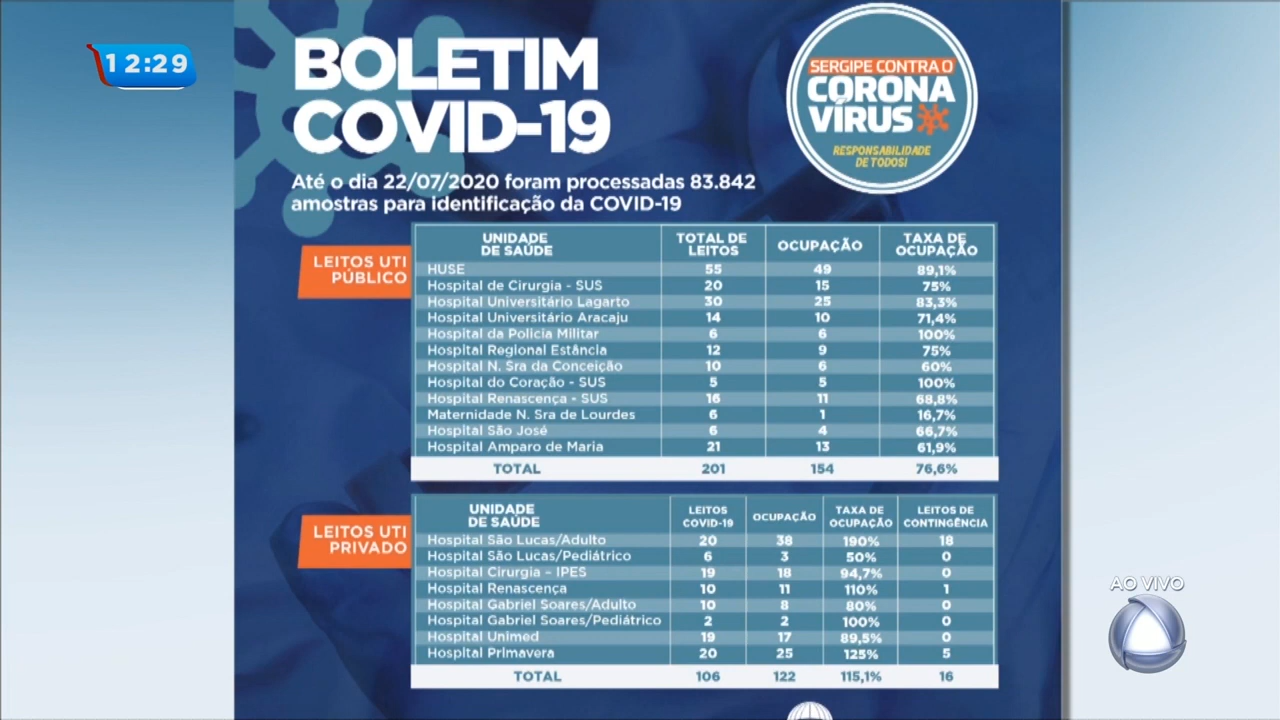 12:29
BOLETIM
COVID-19
SERGIPE CONTRA O
CORONA
VÍRUS
RESPONSABILIDADE
DE TODOS!
Até o dia 22/07/2020 foram processadas 83.842
amostras para identificação da COVID-19
LEITOS UTI
PÚBLICO
UNIDADE DE SAÚDE TOTAL DE LEITOS OCUPAÇÃO TAXA DE OCUPAÇÃO
HUSE 55 49 89,1%
Hospital de Cirurgia - SUS 20 15 75%
Hospital Universitário Lagarto 30 25 83,3%
Hospital Universitário Aracaju 14 10 71,4%
Hospital da Policia Militar 6 6 100%
Hospital Regional Estância 12 9 75%
Hospital N. Sra da Conceição 10 6 60%
Hospital do Coração - SUS 5 5 100%
Hospital Renascença - SUS 16 11 68,8%
Maternidade N. Sra de Lourdes 6 1 16,7%
Hospital São José 6 4 66,7%
Hospital Amparo de Maria 21 13 61,9%
TOTAL 201 154 76,6%
LEITOS UTI
PRIVADO
UNIDADE DE SAÚDE LEITOS COVID-19 OCUPAÇÃO TAXA DE OCUPAÇÃO LEITOS DE CONTINGÊNCIA
Hospital São Lucas/Adulto 20 38 190% 18
Hospital São Lucas/Pediátrico 6 3 50% 0
Hospital Cirurgia – IPES 19 18 94,7% 0
Hospital Renascença 10 11 110% 1
Hospital Gabriel Soares/Adulto 10 8 80% 0
Hospital Gabriel Soares/Pediátrico 2 2 100% 0
Hospital Unimed 19 17 89,5% 0
Hospital Primavera 20 25 125% 5
TOTAL 106 122 115,1% 16
AO VIVO